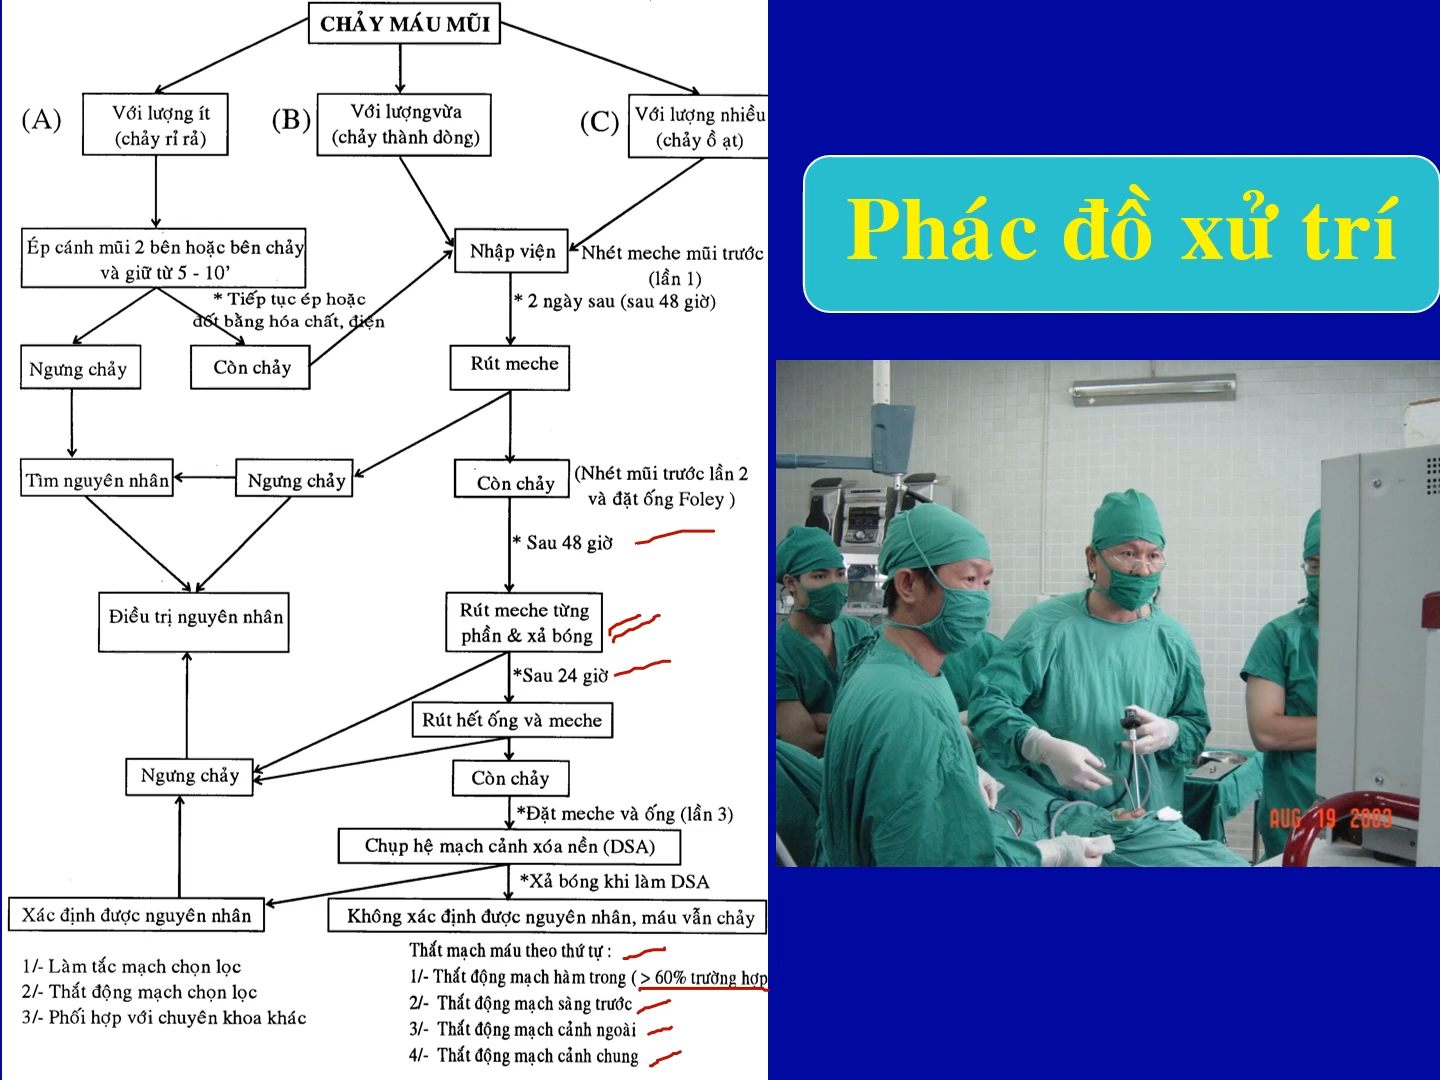 CHẢY MÁU MŨI
(A)
Với lượng ít
(chảy rỉ rả)
(B)
Với lượngvừa
(chảy thành dòng)
(C)
Với lượng nhiều
(chảy ồ ạt)
Phác đồ xử trí
Ép cánh mũi 2 bên hoặc bên chảy
và giữ từ 5 - 10’
Nhập viện
Nhét meche mũi trước
(lần 1)
* Tiếp tục ép hoặc
đốt bằng hóa chất, điện
* 2 ngày sau (sau 48 giờ)
Ngưng chảy
Còn chảy
Rút meche
Tìm nguyên nhân
Ngưng chảy
Còn chảy
(Nhét mũi trước lần 2
và đặt ống Foley )
* Sau 48 giờ
Điều trị nguyên nhân
Rút meche từng
phần & xả bóng
*Sau 24 giờ
Rút hết ống và meche
Ngưng chảy
Còn chảy
*Đặt meche và ống (lần 3)
Chụp hệ mạch cảnh xóa nền (DSA)
*Xả bóng khi làm DSA
Xác định được nguyên nhân
Không xác định được nguyên nhân, máu vẫn chảy
1/- Làm tắc mạch chọn lọc
2/- Thắt động mạch chọn lọc
3/- Phối hợp với chuyên khoa khác
Thắt mạch máu theo thứ tự :
1/- Thắt động mạch hàm trong ( > 60% trường hợp
2/- Thắt động mạch sàng trước
3/- Thắt động mạch cảnh ngoài
4/- Thắt động mạch cảnh chung
AUG 19 2003